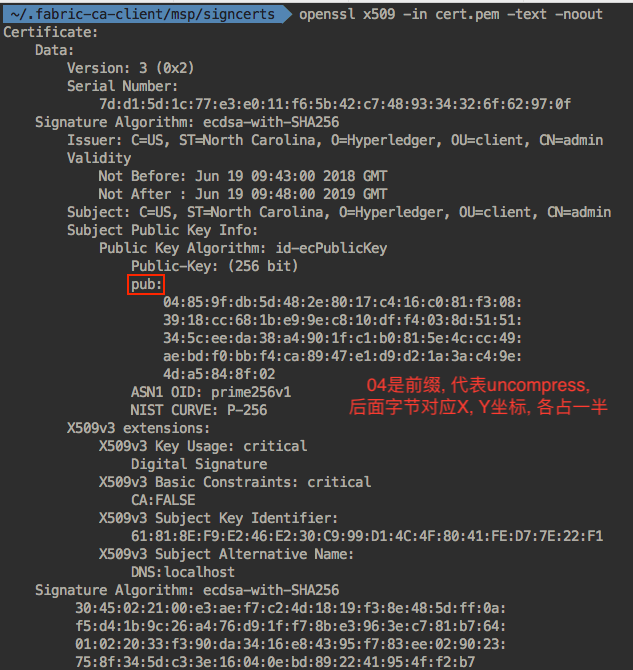 ~/.fabric-ca-client/msp/signcerts openssl x509 -in cert.pem -text -noout
Certificate:
Data:
Version: 3 (0x2)
Serial Number:
7d:d1:5d:1c:77:e3:e0:11:f6:5b:42:c7:48:93:34:32:6f:62:97:0f
Signature Algorithm: ecdsa-with-SHA256
Issuer: C=US, ST=North Carolina, O=Hyperledger, OU=client, CN=admin
Validity
Not Before: Jun 19 09:43:00 2018 GMT
Not After : Jun 19 09:48:00 2019 GMT
Subject: C=US, ST=North Carolina, O=Hyperledger, OU=client, CN=admin
Subject Public Key Info:
Public Key Algorithm: id-ecPublicKey
Public-Key: (256 bit)
pub:
04:85:9f:db:5d:48:2e:80:17:c4:16:c0:81:f3:08:
39:18:cc:68:1b:e9:9e:c8:10:df:f4:03:8d:51:51:
34:5c:ee:da:38:a4:90:1f:c1:b0:81:5e:4c:cc:49:
ae:bd:f0:bb:f4:ca:89:47:e1:d9:d2:1a:3a:c4:9e:
4d:a5:84:8f:02
ASN1 OID: prime256v1
NIST CURVE: P-256
04是前缀, 代表uncompress,
后面字节对应X, Y坐标, 各占一半
X509v3 extensions:
X509v3 Key Usage: critical
Digital Signature
X509v3 Basic Constraints: critical
CA:FALSE
X509v3 Subject Key Identifier:
61:81:8E:F9:E2:46:E2:30:C9:99:D1:4C:4F:80:41:FE:D7:7E:22:F1
X509v3 Subject Alternative Name:
DNS:localhost
Signature Algorithm: ecdsa-with-SHA256
30:45:02:21:00:e3:ae:f7:c2:4d:18:19:f3:8e:48:5d:ff:0a:
f5:d4:1b:9c:26:a4:76:d9:1f:f7:8b:e3:96:3e:c7:81:b7:64:
01:02:20:33:f3:90:da:34:16:e8:43:95:f7:83:ee:02:90:23:
75:8f:34:5d:c3:3e:16:04:0e:bd:89:22:41:95:4f:f2:b7